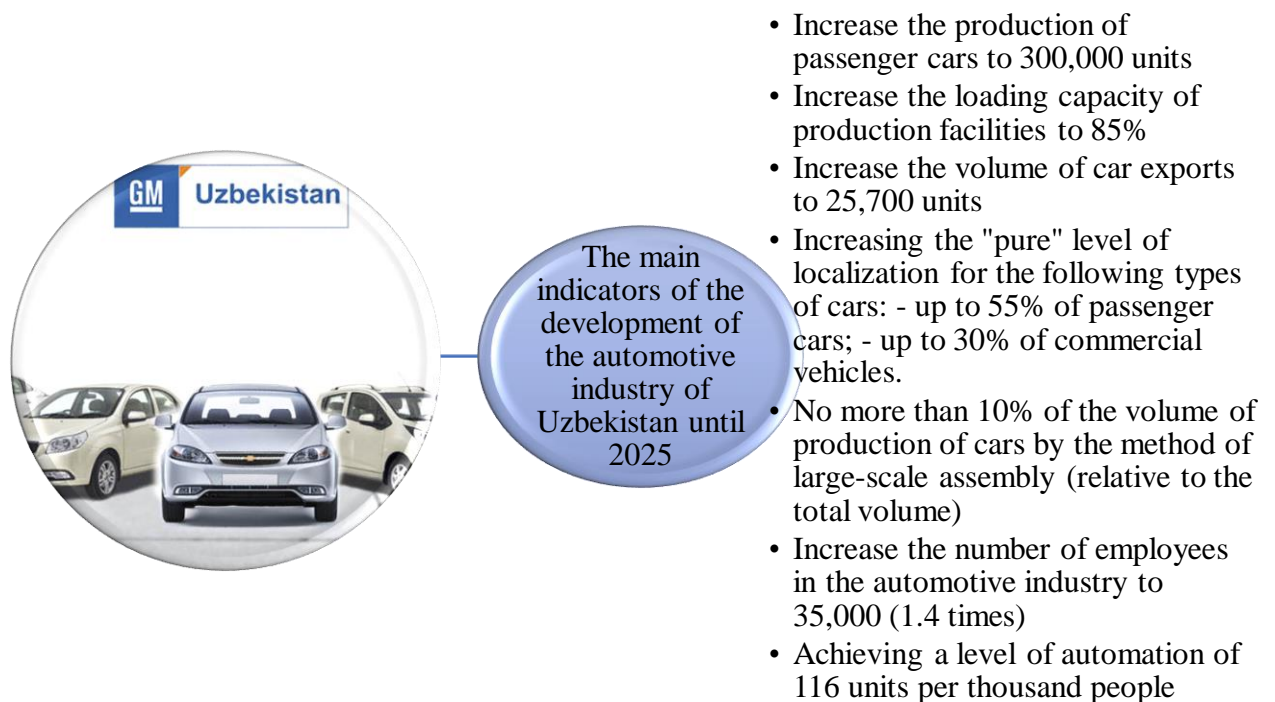 GM Uzbekistan
The main
indicators of the
development of
the automotive
industry of
Uzbekistan until
2025
• Increase the production of
passenger cars to 300,000 units
• Increase the loading capacity of
production facilities to 85%
• Increase the volume of car exports
to 25,700 units
• Increasing the "pure" level of
localization for the following types
of cars: - up to 55% of passenger
cars; - up to 30% of commercial
vehicles.
• No more than 10% of the volume of
production of cars by the method of
large-scale assembly (relative to the
total volume)
• Increase the number of employees
in the automotive industry to
35,000 (1.4 times)
• Achieving a level of automation of
116 units per thousand people